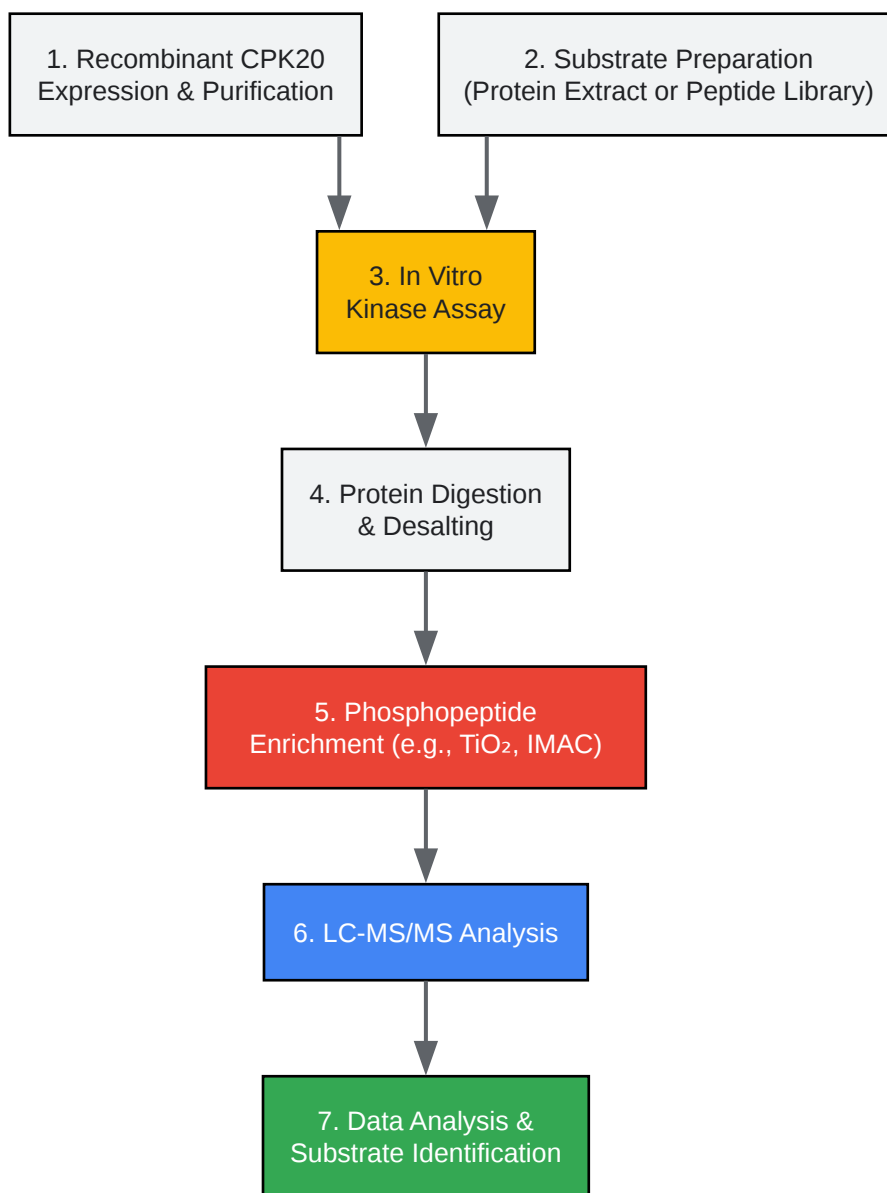 1. Recombinant CPK20
Expression & Purification
2. Substrate Preparation
(Protein Extract or Peptide Library)
3. In Vitro
Kinase Assay
4. Protein Digestion
& Desalting
5. Phosphopeptide
Enrichment (e.g., TiO₂, IMAC)
6. LC-MS/MS Analysis
7. Data Analysis &
Substrate Identification